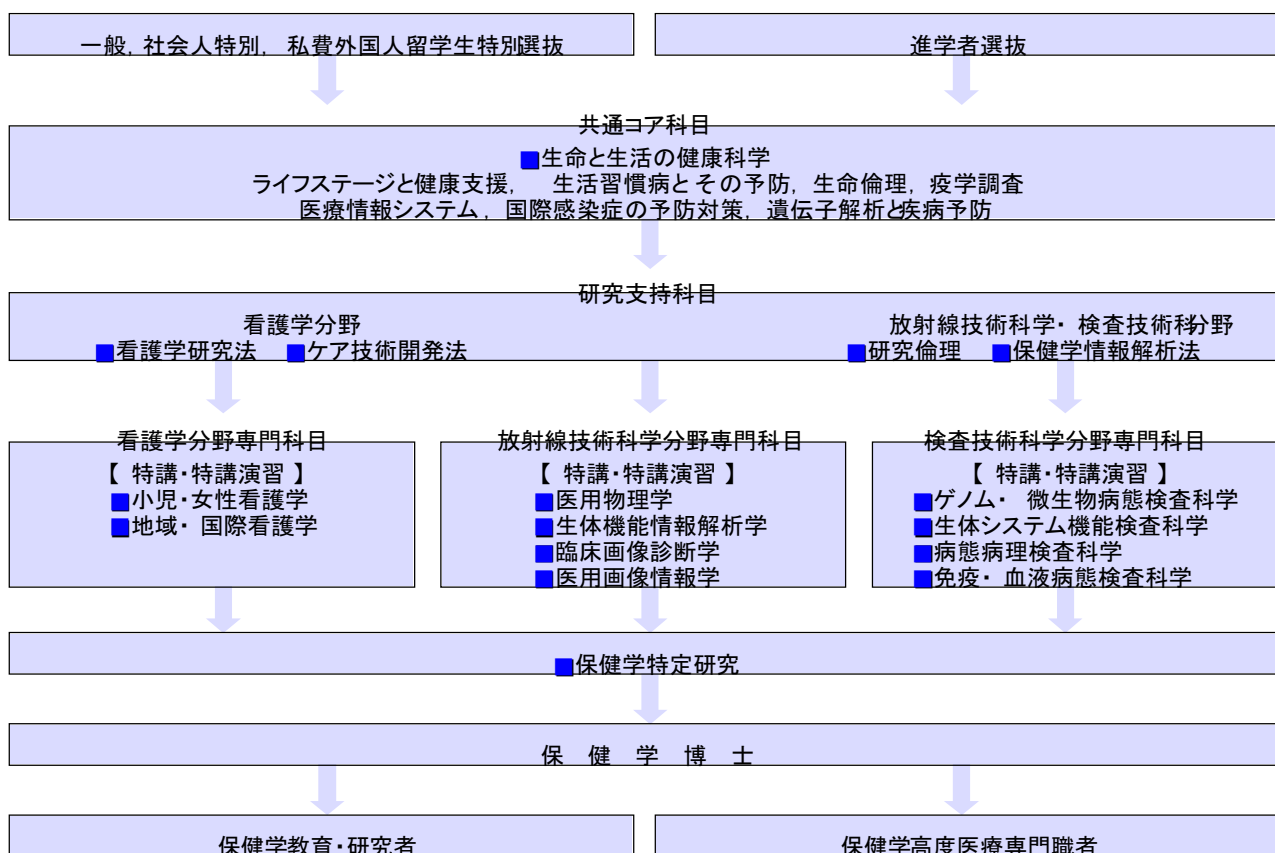 一般, 社会人特別, 私費外国人留学生特別選抜
進学者選抜
共通コア科目
■生命と生活の健康科学
ライフステージと健康支援, 生活習慣病とその予防, 生命倫理, 疫学調査
医療情報システム, 国際感染症の予防対策, 遺伝子解析と疾病予防
研究支持科目
看護学分野
■看護学研究法 ■ケア技術開発法
放射線技術科学・検査技術科分野
■研究倫理 ■保健学情報解析法
看護学分野専門科目
【 特講・特講演習 】
■小児・女性看護学
■地域・国際看護学
放射線技術科学分野専門科目
【 特講・特講演習 】
■医用物理学
■生体機能情報解析学
■臨床画像診断学
■医用画像情報学
検査技術科学分野専門科目
【 特講・特講演習 】
■ゲノム・微生物病態検査科学
■生体システム機能検査科学
■病態病理検査科学
■免疫・血液病態検査科学
■保健学特定研究
保 健 学 博 士
保健学教育・研究者
保健学高度医療専門職者